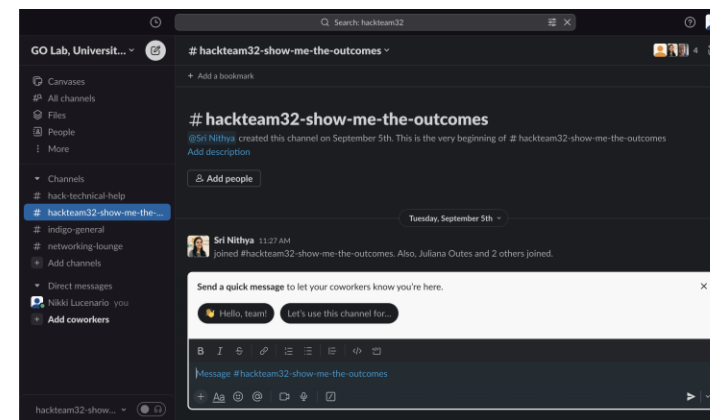 Search: hackteam32
GO Lab, Universit...
# hackteam32-show-me-the-outcomes
4
+ Add a bookmark
Canvases
All channels
Files
People
More
Channels
# hack-technical-help
# hackteam32-show-me-the-...
# indigo-general
# networking-lounge
+ Add channels
Direct messages
Nikki Lucenario you
+ Add coworkers
hackteam32-show...
# hackteam32-show-me-the-outcomes
@Sri Nithya created this channel on September 5th. This is the very beginning of # hackteam32-show-me-the-outcomes
Add description
Add people
Tuesday, September 5th
Sri Nithya 11:27 AM
joined #hackteam32-show-me-the-outcomes. Also, Juliana Outes and 2 others joined.
Send a quick message to let your coworkers know you're here.
👋 Hello, team! Let's use this channel for...
B I S
Message #hackteam32-show-me-the-outcomes
+ Aa @